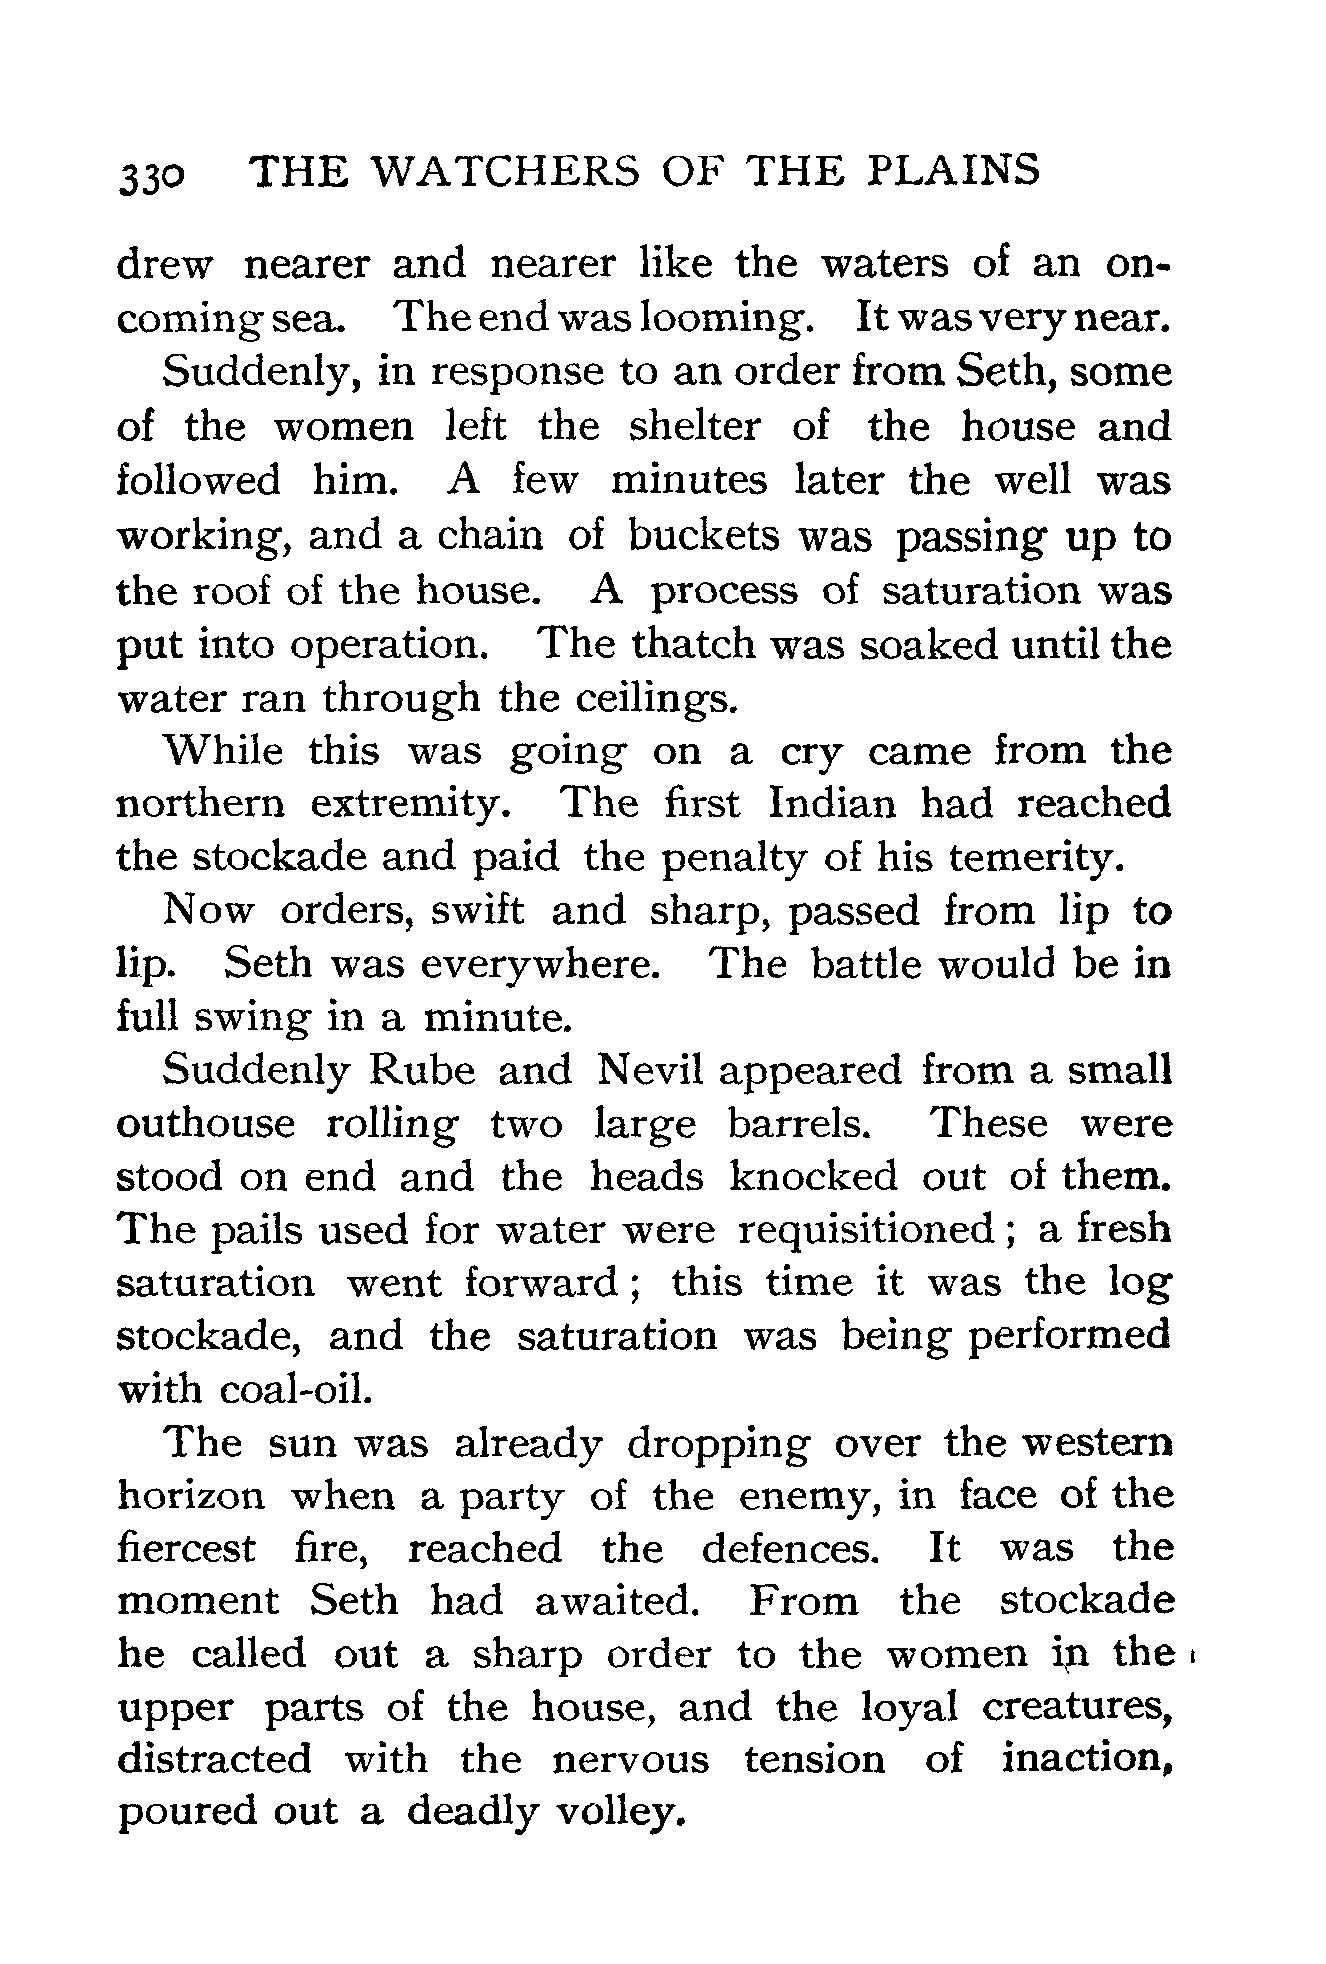 330 THE WATCHERS OF THE PLAINS
drew nearer and nearer like the waters of an on-
coming sea. The end was looming. It was very near.
Suddenly, in response to an order from Seth, some
of the women left the shelter of the house and
followed him. A few minutes later the well was
working, and a chain of buckets was passing up to
the roof of the house. A process of saturation was
put into operation. The thatch was soaked until the
water ran through the ceilings.
While this was going on a cry came from the
northern extremity. The first Indian had reached
the stockade and paid the penalty of his temerity.
Now orders, swift and sharp, passed from lip to
lip. Seth was everywhere. The battle would be in
full swing in a minute.
Suddenly Rube and Nevil appeared from a small
outhouse rolling two large barrels. These were
stood on end and the heads knocked out of them.
The pails used for water were requisitioned ; a fresh
saturation went forward ; this time it was the log
stockade, and the saturation was being performed
with coal-oil.
The sun was already dropping over the western
horizon when a party of the enemy, in face of the
fiercest fire, reached the defences. It was the
moment Seth had awaited. From the stockade
he called out a sharp order to the women in the
upper parts of the house, and the loyal creatures,
distracted with the nervous tension of inaction,
poured out a deadly volley.